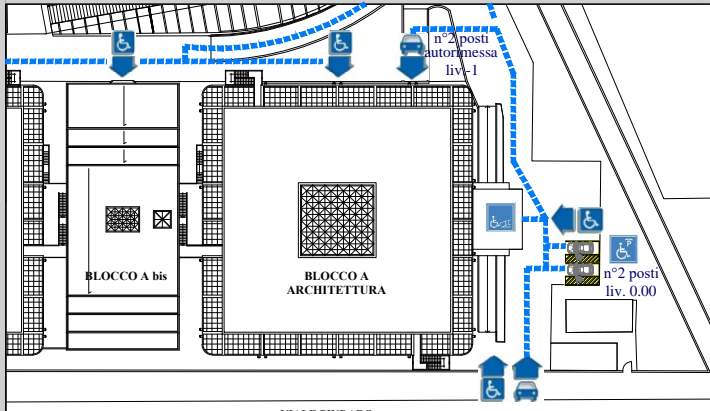 n°2 posti
autorimessa
liv.-1
P
n°2 posti
liv. 0.00
BLOCCO A bis
BLOCCO A
ARCHITETTURA